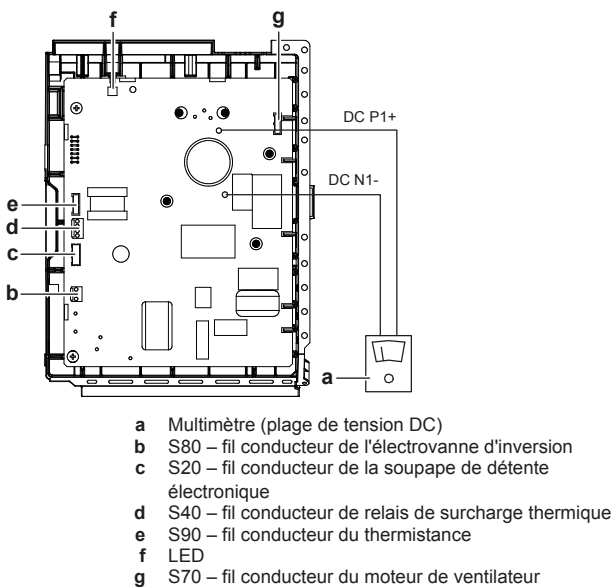 f
g
DC P1+
DC N1-
e
d
c
b
a
a Multimètre (plage de tension DC)
b S80 – fil conducteur de l'électrovanne d'inversion
c S20 – fil conducteur de la soupape de détente
électronique
d S40 – fil conducteur de relais de surcharge thermique
e S90 – fil conducteur du thermistance
f LED
g S70 – fil conducteur du moteur de ventilateur